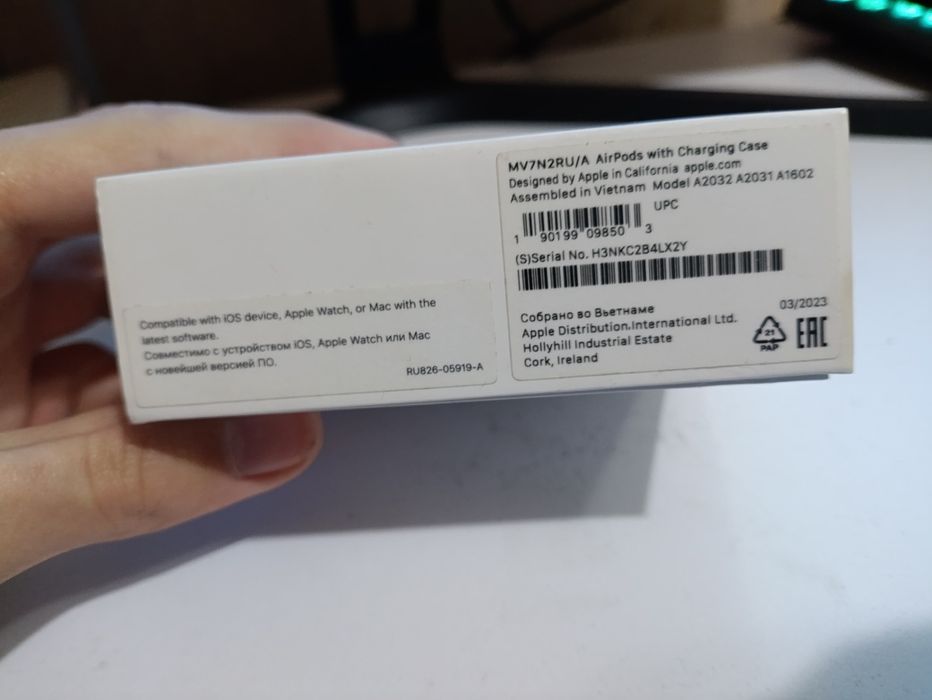 MV7N2RU/A AirPods with Charging Case
Designed by Apple in California apple.com
Assembled in Vietnam Model A2032 A2031 A1602
UPC
1 90199 09850 3
(S)Serial No. H3NKC2B4LX2Y
Собрано во Вьетнаме
03/2023
Apple Distribution.International Ltd.
Hollyhill Industrial Estate
Cork, Ireland
21
PAP
EAC
Compatible with iOS device, Apple Watch, or Mac with the
latest software.
Совместимо с устройством iOS, Apple Watch или Mac
с новейшей версией ПО.
RU826-05919-A